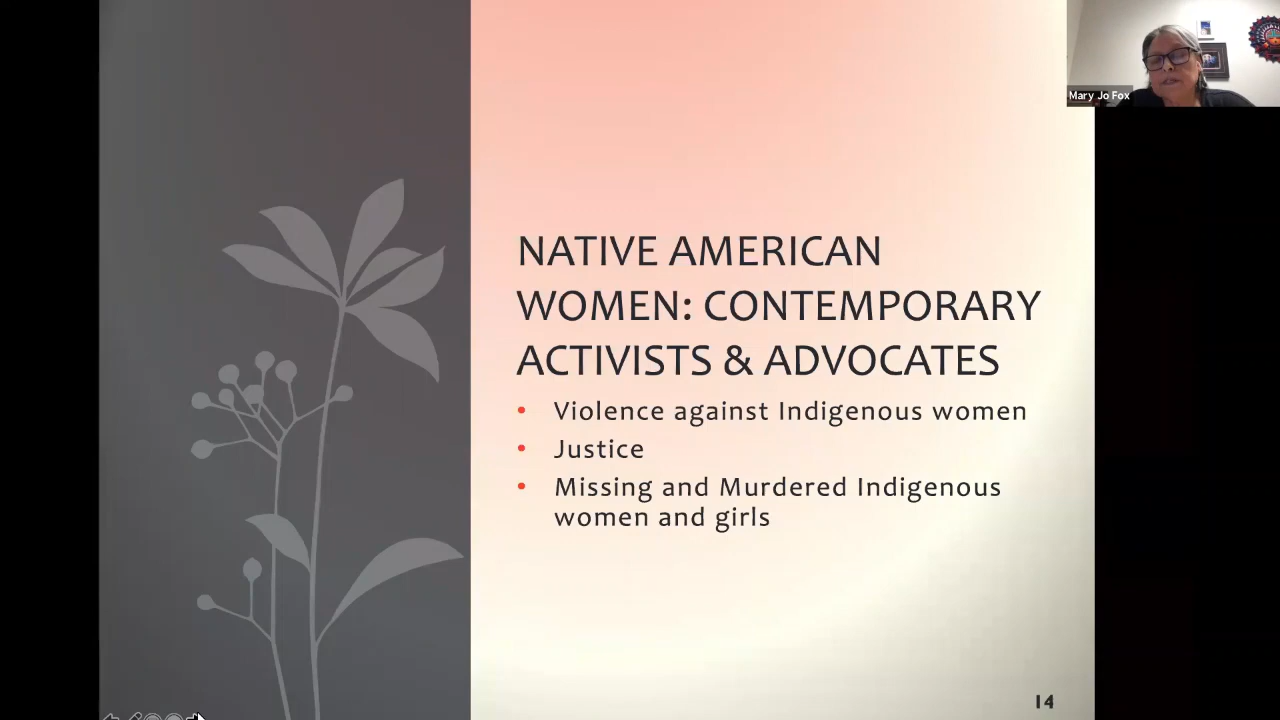 Mary Jo Fox
NATIVE AMERICAN
WOMEN: CONTEMPORARY
ACTIVISTS & ADVOCATES
• Violence against Indigenous women
• Justice
• Missing and Murdered Indigenous
women and girls
14